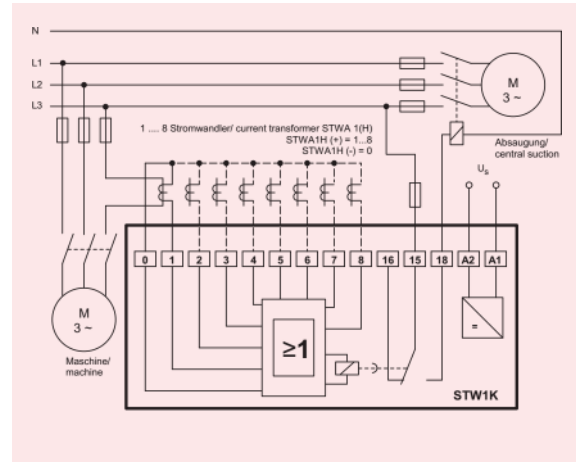 N
L1
L2
L3
M
3 ~
1 .... 8 Stromwandler/ current transformer STWA 1(H)
STWA1H (+) = 1...8
STWA1H (-) = 0
Absaugung/
central suction
Us
0 1 2 3 4 5 6 7 8 16 15 18 A2 A1
M
3 ~
≥1
=
Maschine/
machine
STW1K